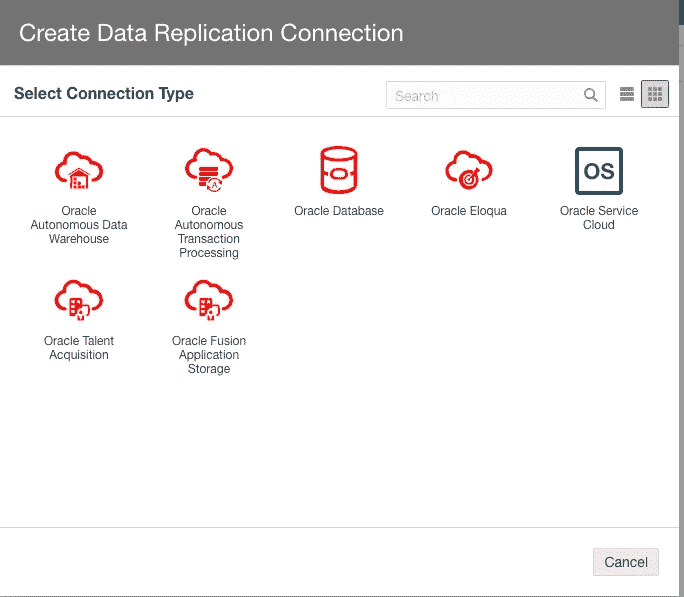 Create Data Replication Connection
Select Connection Type
Search
Oracle
Autonomous Data
Warehouse
Oracle
Autonomous
Transaction
Processing
Oracle Database
Oracle Eloqua
OS
Oracle Service
Cloud
Oracle Talent
Acquisition
Oracle Fusion
Application
Storage
Cancel